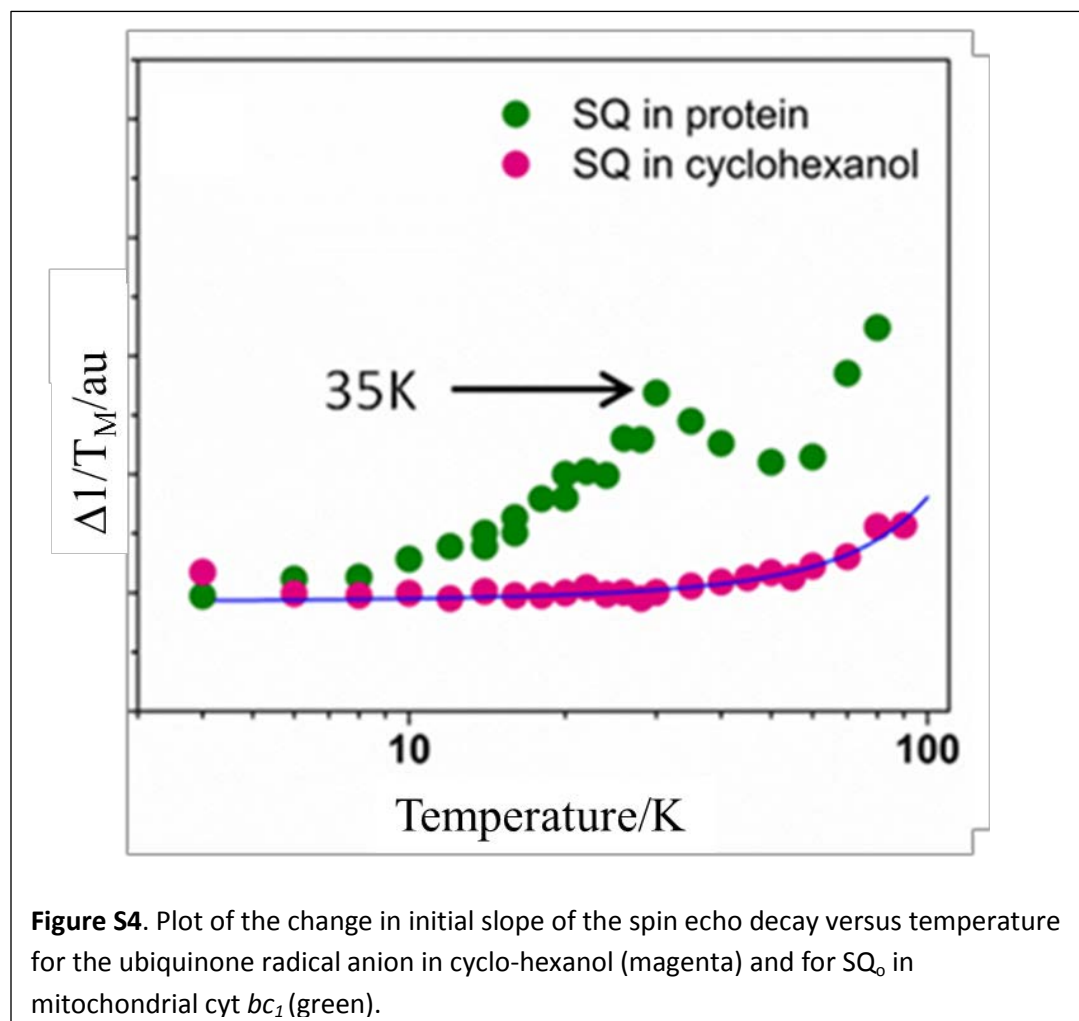 SQ in protein
SQ in cyclohexanol
35K
Δ1/T_M/au
10
100
Temperature/K
Figure S4. Plot of the change in initial slope of the spin echo decay versus temperature
for the ubiquinone radical anion in cyclo-hexanol (magenta) and for SQₒ in
mitochondrial cyt bc₁ (green).